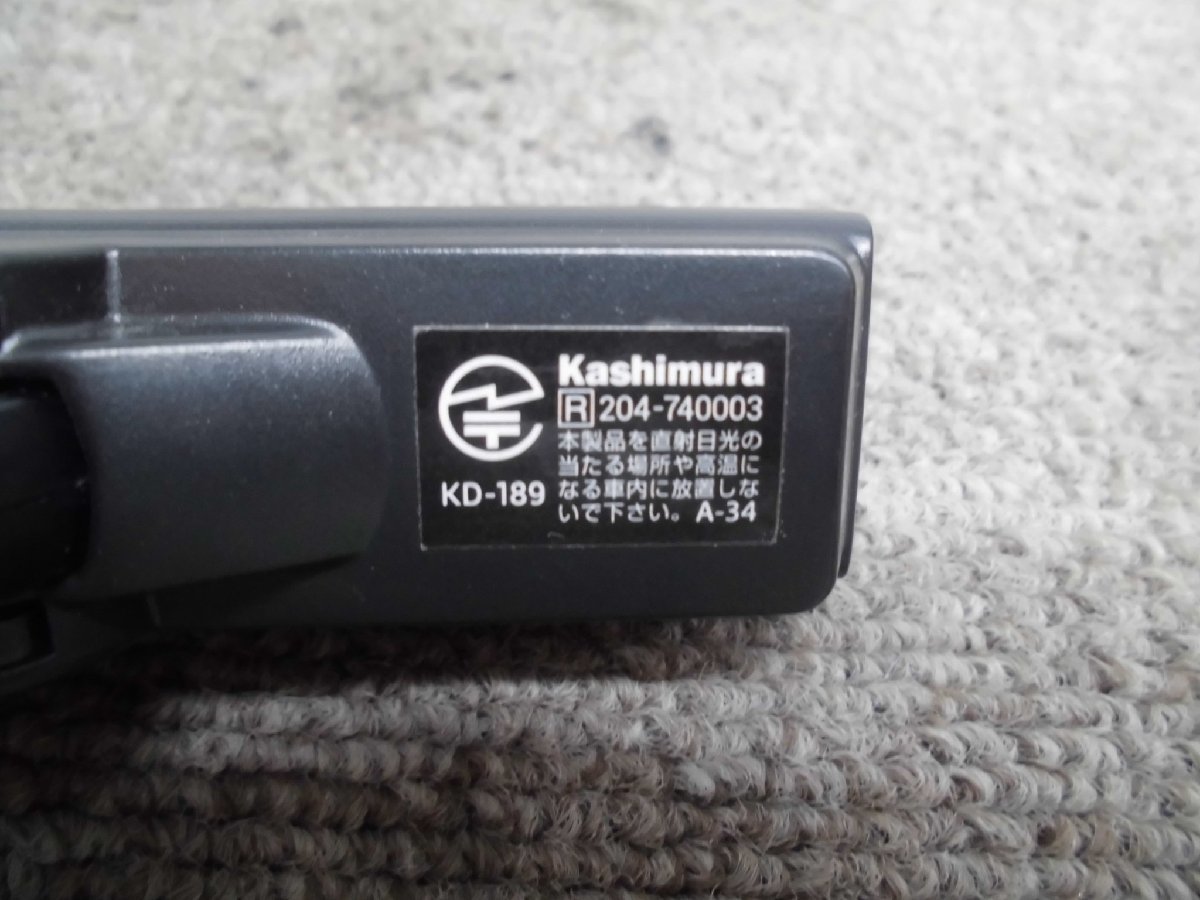 Kashimura
R 204-740003
本製品を直射日光の
当たる場所や高温に
なる車内に放置しな
いで下さい。 A-34
KD-189